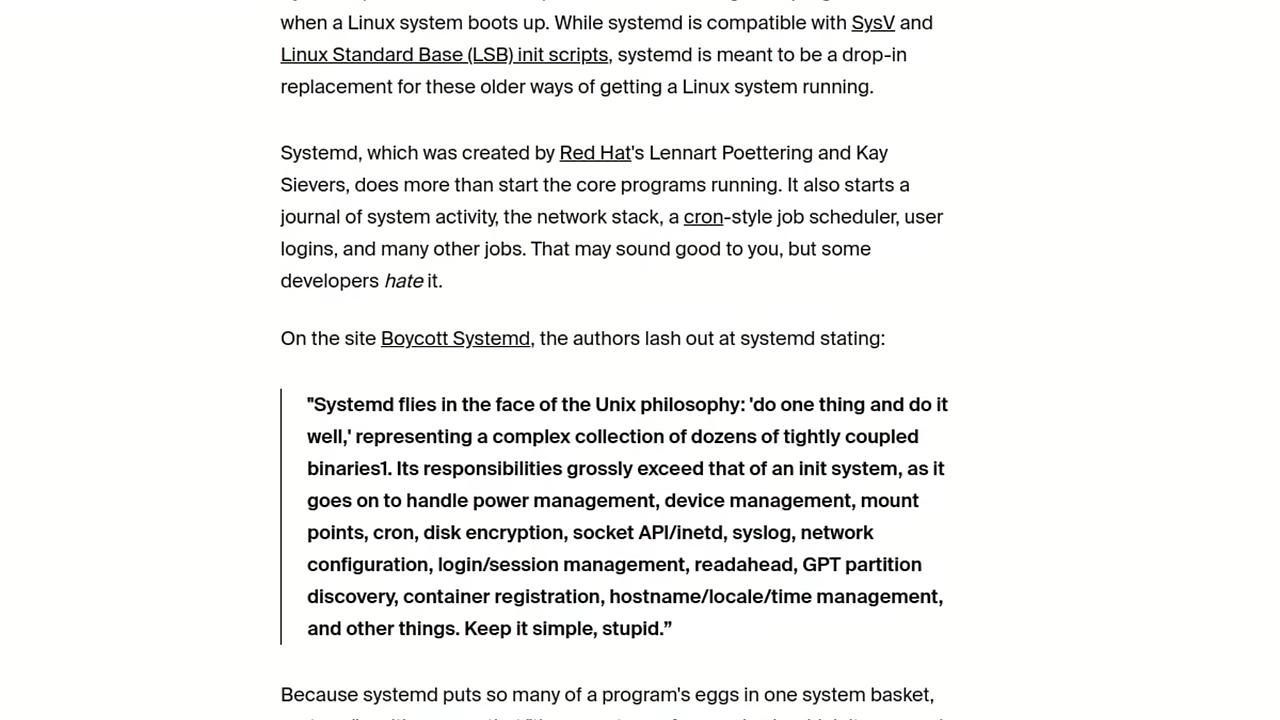 when a Linux system boots up. While systemd is compatible with SysV and
Linux Standard Base (LSB) init scripts, systemd is meant to be a drop-in
replacement for these older ways of getting a Linux system running.
Systemd, which was created by Red Hat's Lennart Poettering and Kay
Sievers, does more than start the core programs running. It also starts a
journal of system activity, the network stack, a cron-style job scheduler, user
logins, and many other jobs. That may sound good to you, but some
developers hate it.
On the site Boycott Systemd, the authors lash out at systemd stating:
"Systemd flies in the face of the Unix philosophy: 'do one thing and do it
well,' representing a complex collection of dozens of tightly coupled
binaries1. Its responsibilities grossly exceed that of an init system, as it
goes on to handle power management, device management, mount
points, cron, disk encryption, socket API/inetd, syslog, network
configuration, login/session management, readahead, GPT partition
discovery, container registration, hostname/locale/time management,
and other things. Keep it simple, stupid.”
Because systemd puts so many of a program's eggs in one system basket,